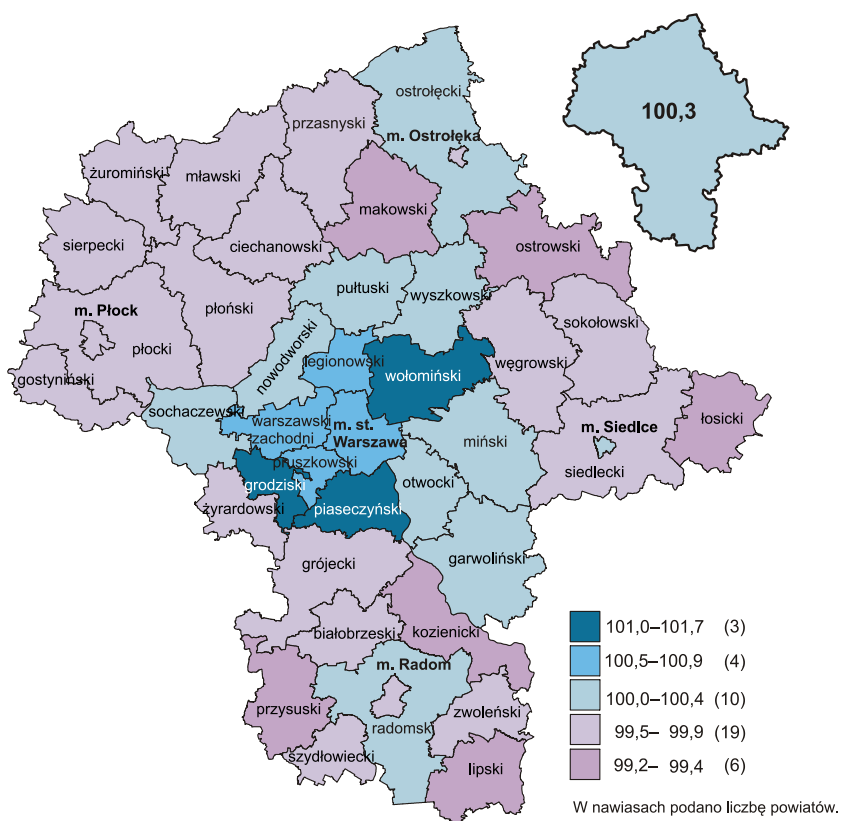 ostrołęcki
100,3
przasnyski
m. Ostrołęka
żuromiński
mławski
makowski
sierpecki
ciechanowski
ostrowski
pułtuski
wyszkowski
m. Płock
płoński
sokołowski
nowodworski
płocki
legionowski
węgrowski
gostyniński
wołomiński
sochaczewski
warszawski
zachodni
m. st.
Warszawa
miński
m. Siedlce
łosicki
pruszkowski
siedlecki
grodziski
otwocki
żyrardowski
piaseczyński
grójecki
garwoliński
białobrzeski
kozienicki
m. Radom
przysuski
radomski
zwoleński
szydłowiecki
lipski
101,0–101,7 (3)
100,5–100,9 (4)
100,0–100,4 (10)
99,5– 99,9 (19)
99,2– 99,4 (6)
W nawiasach podano liczbę powiatów.